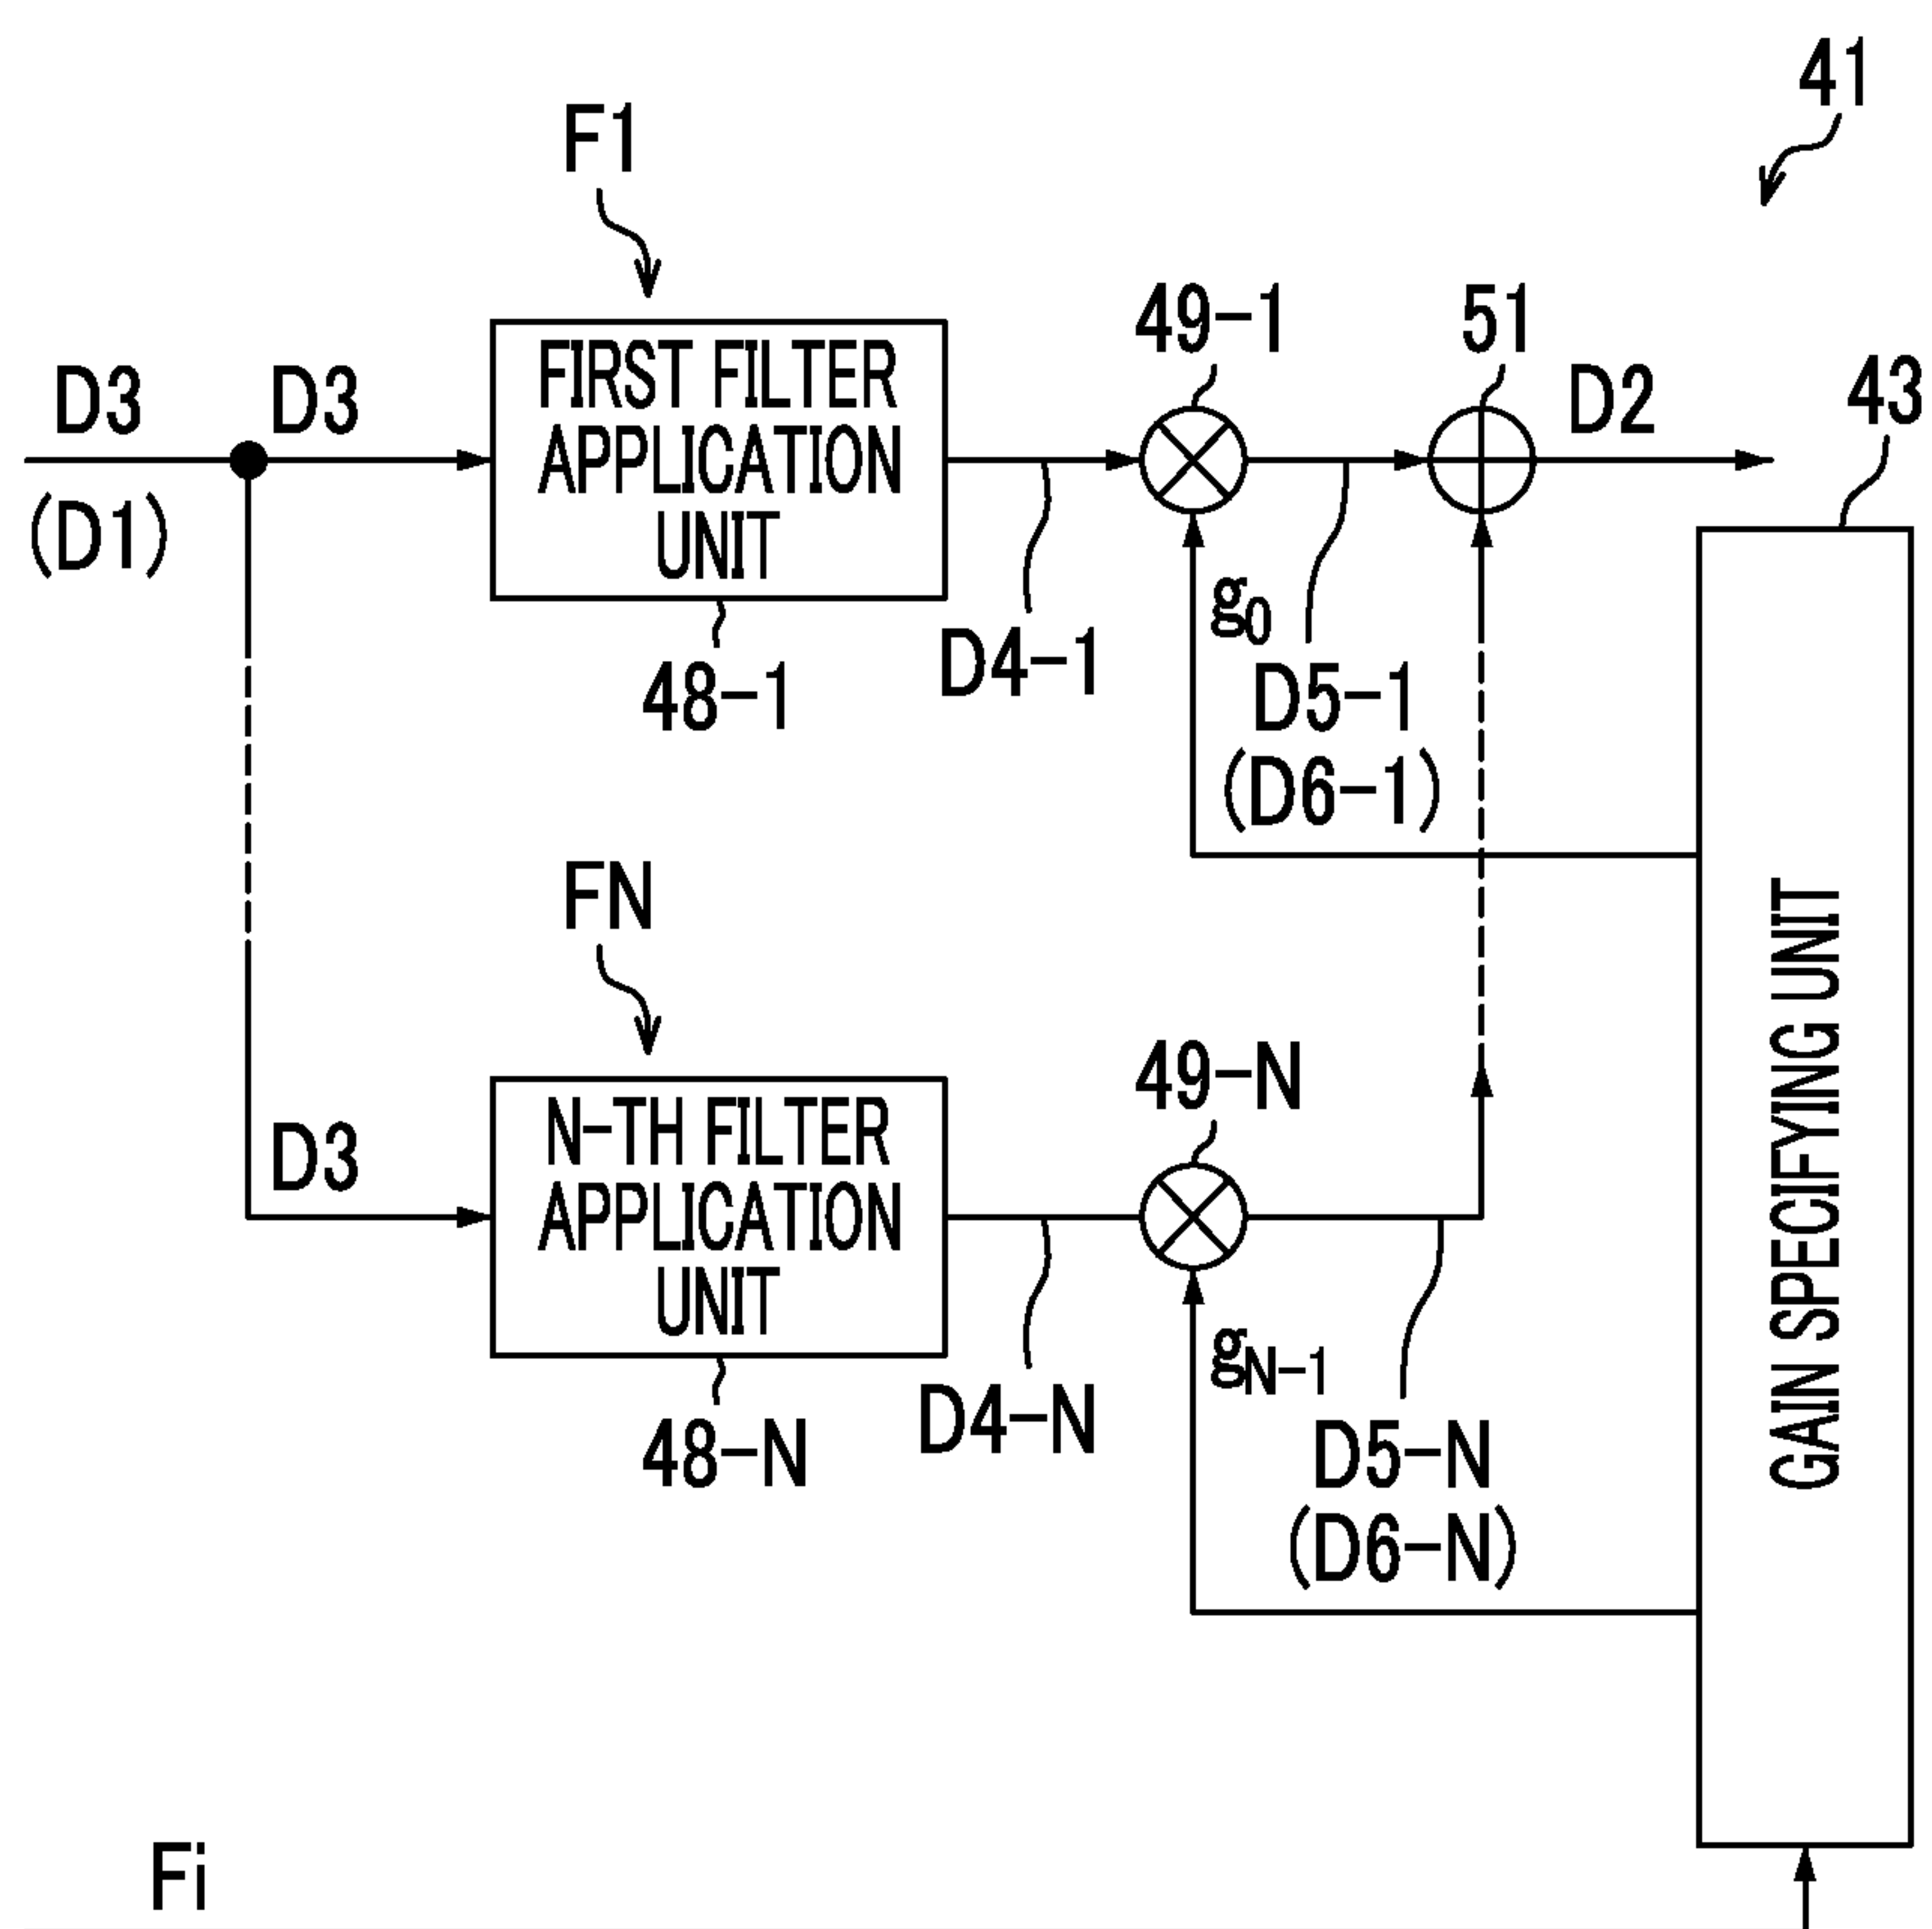 41
F1
49-1
51
43
D3
D3
D2
(D1)
FIRST FILTER
APPLICATION
UNIT
g0
48-1
D4-1
D5-1
(D6-1)
FN
49-N
D3
N-TH FILTER
APPLICATION
UNIT
gN-1
48-N
D4-N
D5-N
(D6-N)
GAIN SPECIFYING UNIT
Fi